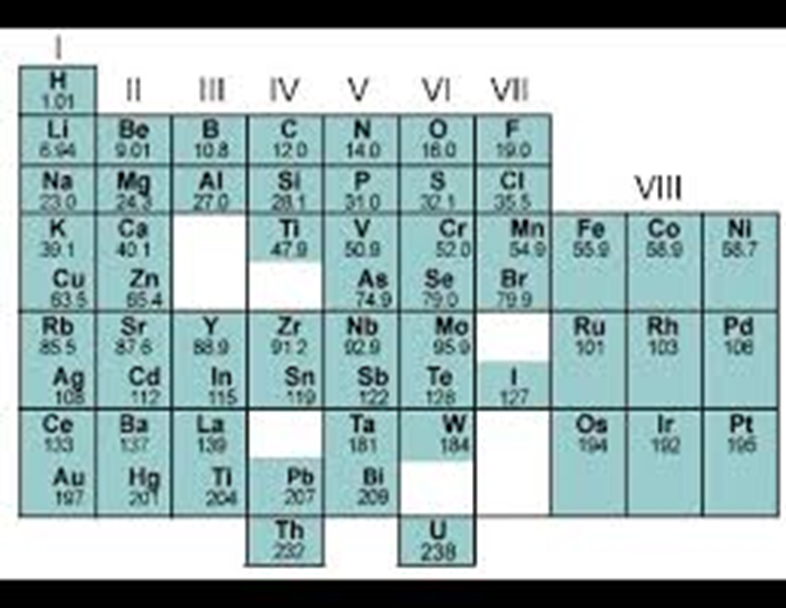 I
H II III IV V VI VII
1.01
Li Be B C N O F
6.94 9.01 10.8 12.0 14.0 16.0 19.0
Na Mg Al Si P S Cl VIII
23.0 24.3 27.0 28.1 31.0 32.1 35.5
K Ca Ti V Cr Mn Fe Co Ni
39.1 40.1 47.9 50.9 52.0 54.9 55.9 58.9 58.7
Cu Zn As Se Br
63.5 65.4 74.9 79.0 79.9
Rb Sr Y Zr Nb Mo Ru Rh Pd
85.5 87.6 88.9 91.2 92.9 95.9 101 103 106
Ag Cd In Sn Sb Te I
108 112 115 119 122 128 127
Ce Ba La Ta W Os Ir Pt
133 137 139 181 184 194 192 195
Au Hg Ti Pb Bi
197 201 204 207 209
Th U
232 238